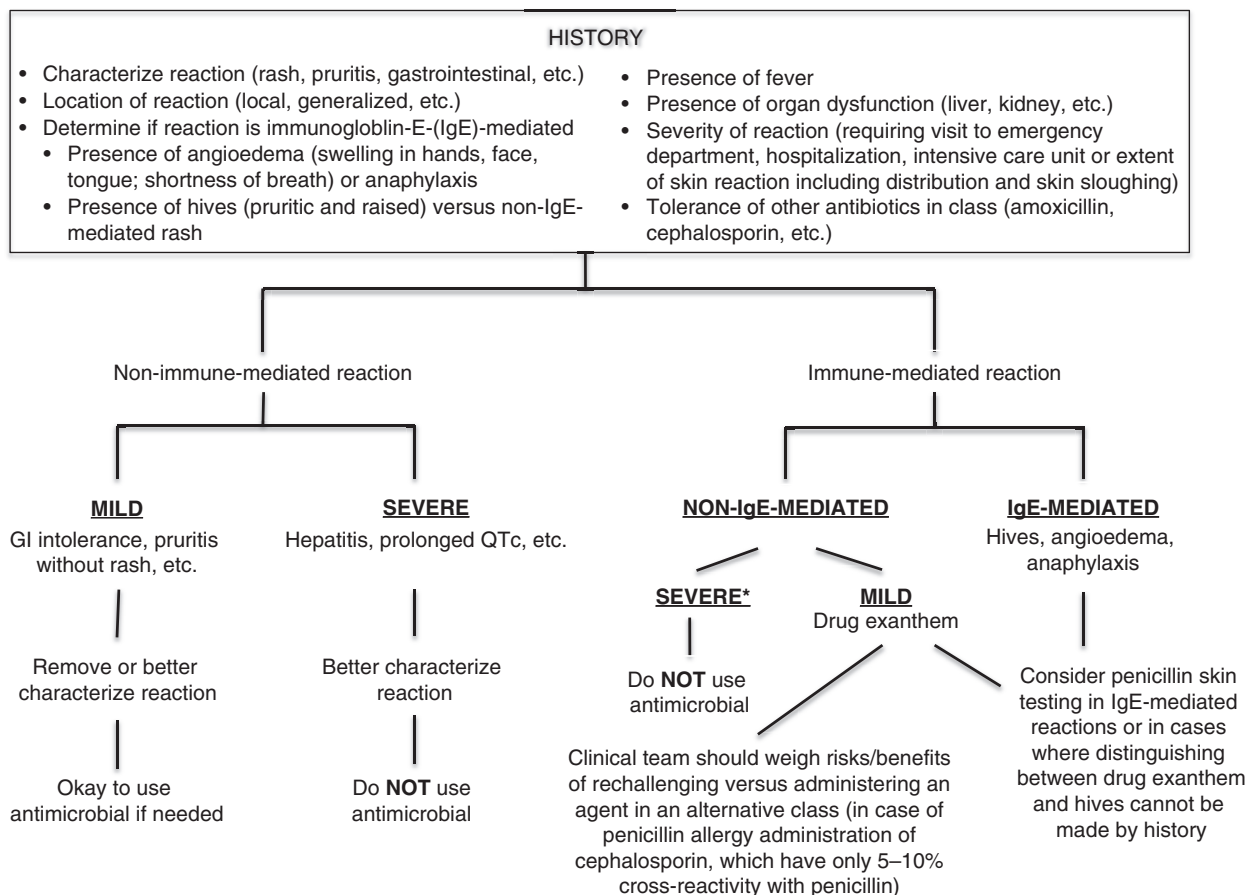 HISTORY
• Characterize reaction (rash, pruritis, gastrointestinal, etc.)
• Location of reaction (local, generalized, etc.)
• Determine if reaction is immunogloblin-E-(IgE)-mediated
• Presence of angioedema (swelling in hands, face,
tongue; shortness of breath) or anaphylaxis
• Presence of hives (pruritic and raised) versus non-IgE-
mediated rash
• Presence of fever
• Presence of organ dysfunction (liver, kidney, etc.)
• Severity of reaction (requiring visit to emergency
department, hospitalization, intensive care unit or extent
of skin reaction including distribution and skin sloughing)
• Tolerance of other antibiotics in class (amoxicillin,
cephalosporin, etc.)
Non-immune-mediated reaction
Immune-mediated reaction
MILD
GI intolerance, pruritis
without rash, etc.
SEVERE
Hepatitis, prolonged QTc, etc.
NON-IgE-MEDIATED
IgE-MEDIATED
Hives, angioedema,
anaphylaxis
SEVERE*
MILD
Drug exanthem
Remove or better
characterize reaction
Better characterize
reaction
Do NOT use
antimicrobial
Consider penicillin skin
testing in IgE-mediated
reactions or in cases
where distinguishing
between drug exanthem
and hives cannot be
made by history
Okay to use
antimicrobial if needed
Do NOT use
antimicrobial
Clinical team should weigh risks/benefits
of rechallenging versus administering an
agent in an alternative class (in case of
penicillin allergy administration of
cephalosporin, which have only 5–10%
cross-reactivity with penicillin)